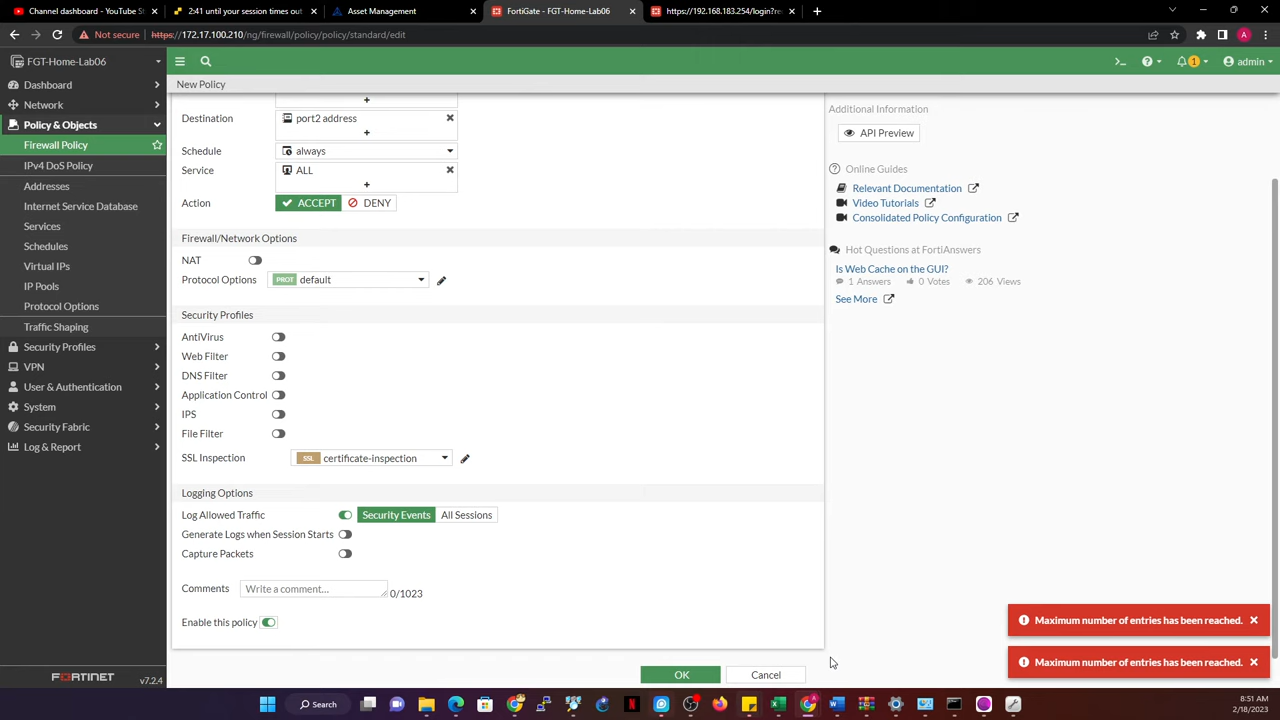 dashboard - YouTube St
2:41 until your session times out
Asset Management
FortiGate - FGT-Home-Lab06
https://192.168.183.254/login?re
Not secure
https://172.17.100.210/ng/firewall/policy/policy/standard/edit
A
FGT-Home-Lab06
>_
1
admin
Dashboard
Network
Policy & Objects
Firewall Policy
IPv4 DoS Policy
Addresses
Internet Service Database
Services
Schedules
Virtual IPs
IP Pools
Protocol Options
Traffic Shaping
Security Profiles
VPN
User & Authentication
System
Security Fabric
Log & Report
FORTINET
v7.2.4
New Policy
Destination
port2 address
Schedule
always
Service
ALL
Action
ACCEPT
DENY
Firewall/Network Options
NAT
Protocol Options
PROT default
Security Profiles
AntiVirus
Web Filter
DNS Filter
Application Control
IPS
File Filter
SSL Inspection
SSL certificate-inspection
Logging Options
Log Allowed Traffic
Security Events
All Sessions
Generate Logs when Session Starts
Capture Packets
Comments
Write a comment...
0/1023
Enable this policy
OK
Cancel
Additional Information
API Preview
Online Guides
Relevant Documentation
Video Tutorials
Consolidated Policy Configuration
Hot Questions at FortiAnswers
Is Web Cache on the GUI?
1 Answers 0 Votes 206 Views
See More
Maximum number of entries has been reached.
Maximum number of entries has been reached.
Search
8:51 AM
2/18/2023